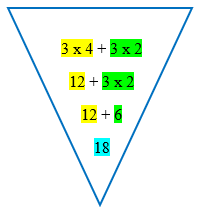 3 x 4 + 3 x 2
12 + 3 x 2
12 + 6
18